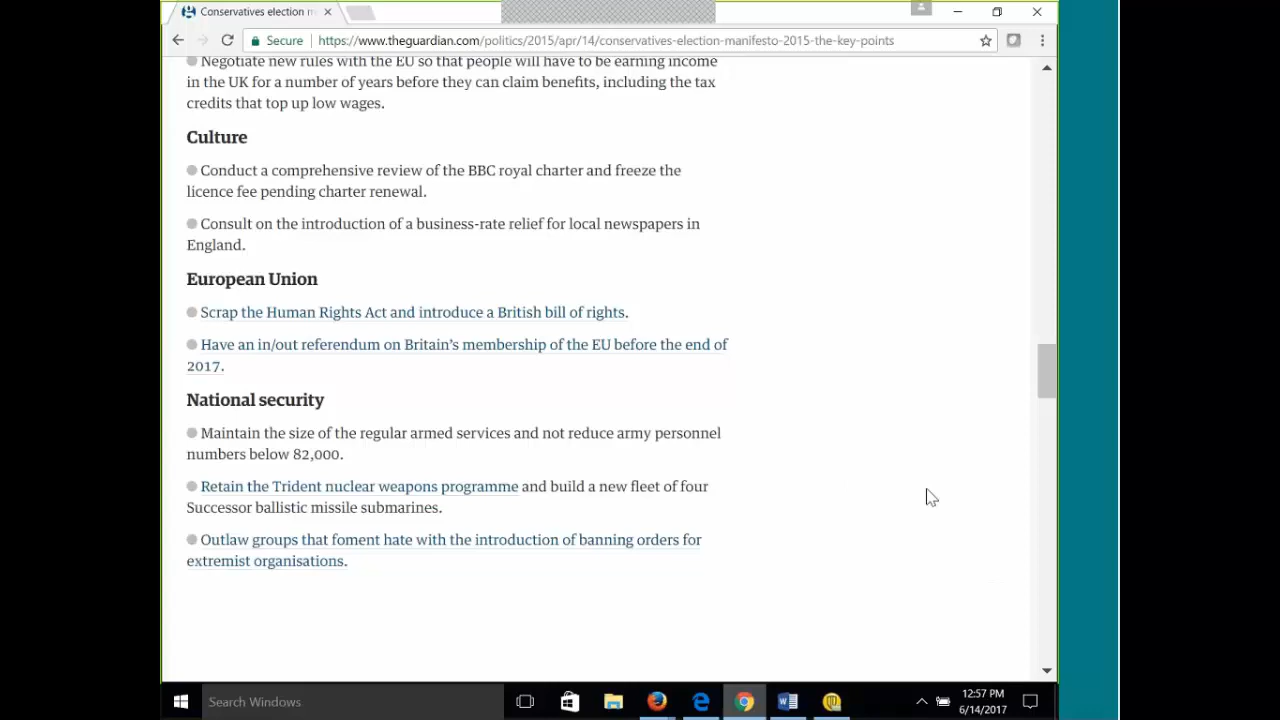 Conservatives election m
Secure
https://www.theguardian.com/politics/2015/apr/14/conservatives-election-manifesto-2015-the-key-points
Negotiate new rules with the EU so that people will have to be earning income
in the UK for a number of years before they can claim benefits, including the tax
credits that top up low wages.
Culture
Conduct a comprehensive review of the BBC royal charter and freeze the
licence fee pending charter renewal.
Consult on the introduction of a business-rate relief for local newspapers in
England.
European Union
Scrap the Human Rights Act and introduce a British bill of rights.
Have an in/out referendum on Britain’s membership of the EU before the end of
2017.
National security
Maintain the size of the regular armed services and not reduce army personnel
numbers below 82,000.
Retain the Trident nuclear weapons programme and build a new fleet of four
Successor ballistic missile submarines.
Outlaw groups that foment hate with the introduction of banning orders for
extremist organisations.
Search Windows
12:57 PM
6/14/2017